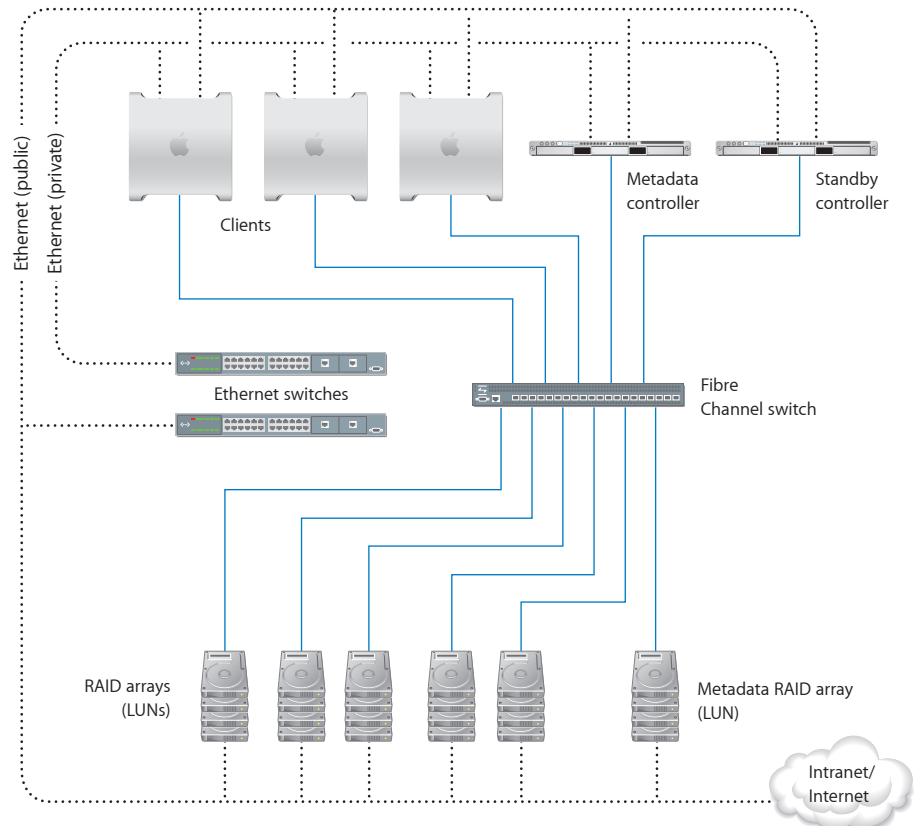 Ethernet (public)
Ethernet (private)
Clients
Metadata
controller
Standby
controller
Ethernet switches
Fibre
Channel switch
RAID arrays
(LUNs)
Metadata RAID array
(LUN)
Intranet/
Internet